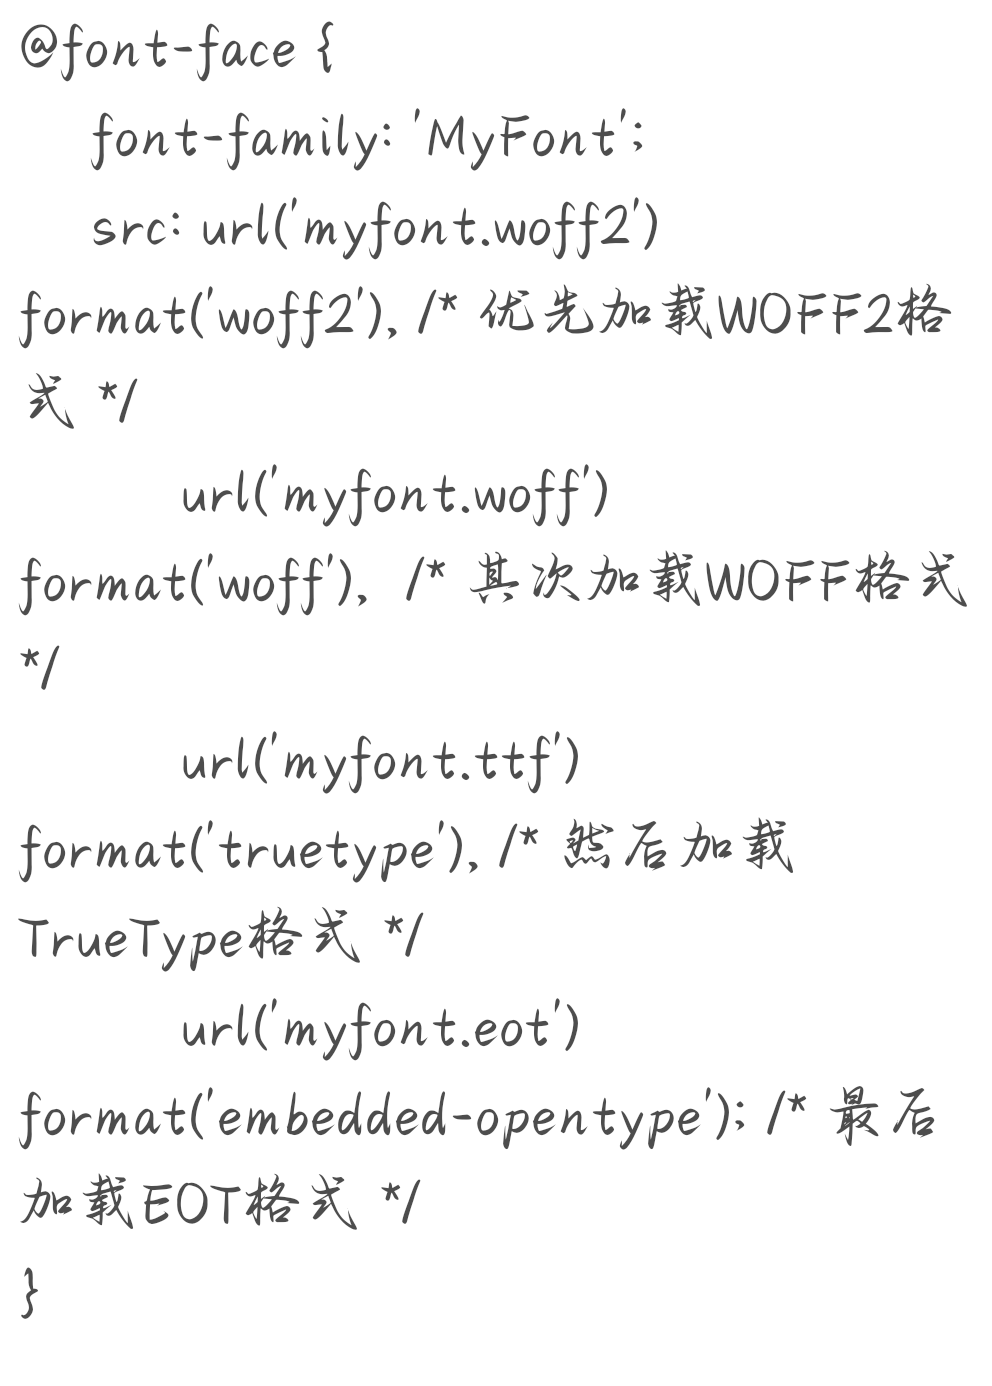 @font-face {
font-family: 'MyFont';
src: url('myfont.woff2')
format('woff2'), /* 优先加载WOFF2格
式 */
url('myfont.woff')
format('woff'), /* 其次加载WOFF格式
*/
url('myfont.ttf')
format('truetype'), /* 然后加载
TrueType格式 */
url('myfont.eot')
format('embedded-opentype'); /* 最后
加载EOT格式 */
}